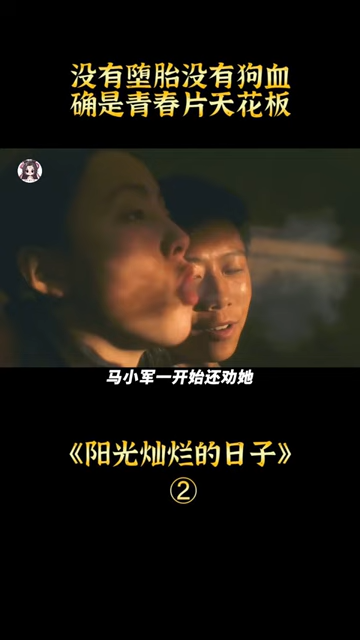 没有堕胎没有狗血
确是青春片天花板
马小军一开始还劝她
《阳光灿烂的日子》
②